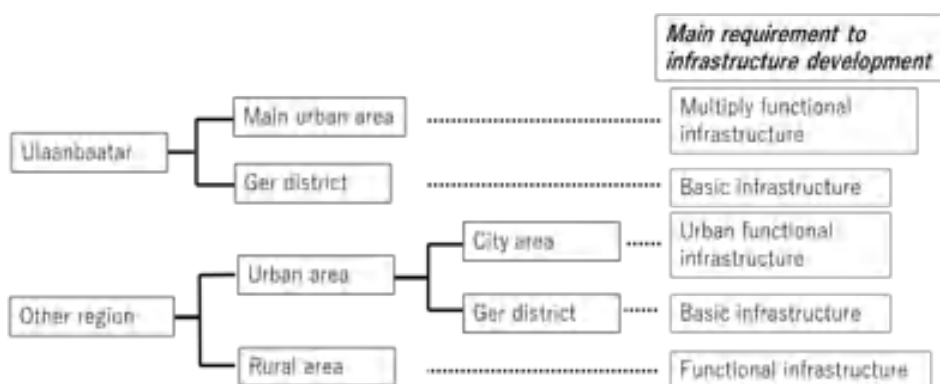 Main requirement to
infrastructure development
Main urban area
Multiply functional
infrastructure
Ulaanbaatar
Ger district
Basic infrastructure
City area
Urban functional
infrastructure
Urban area
Other region
Ger district
Basic infrastructure
Rural area
Functional infrastructure